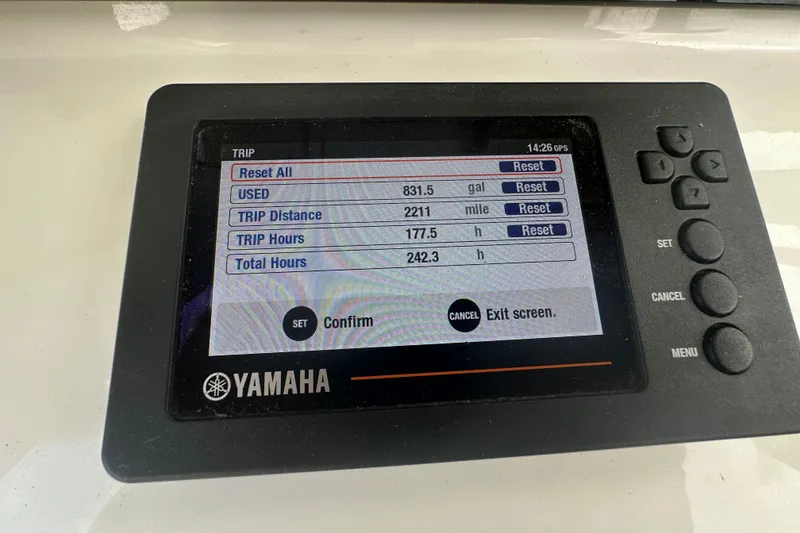 TRIP 14:26 GPS
Reset All Reset
USED 831.5 gal Reset
TRIP Distance 2211 mile Reset
TRIP Hours 177.5 h Reset
Total Hours 242.3 h
SET Confirm CANCEL Exit screen.
YAMAHA
SET
CANCEL
MENU